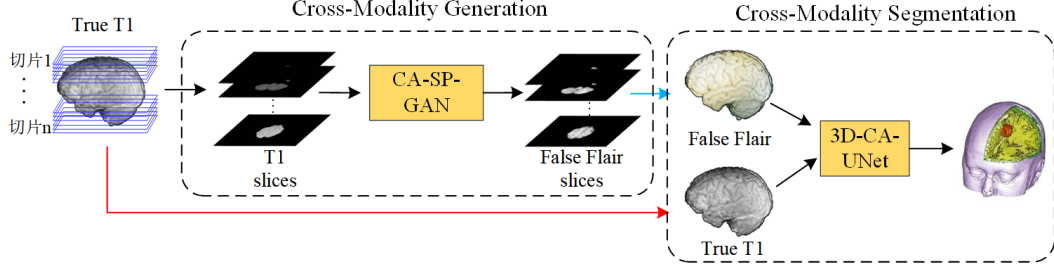 Cross-Modality Generation
Cross-Modality Segmentation
True T1
切片1
切片n
CA-SP-
GAN
T1
slices
False Flair
slices
False Flair
True T1
3D-CA-
UNet